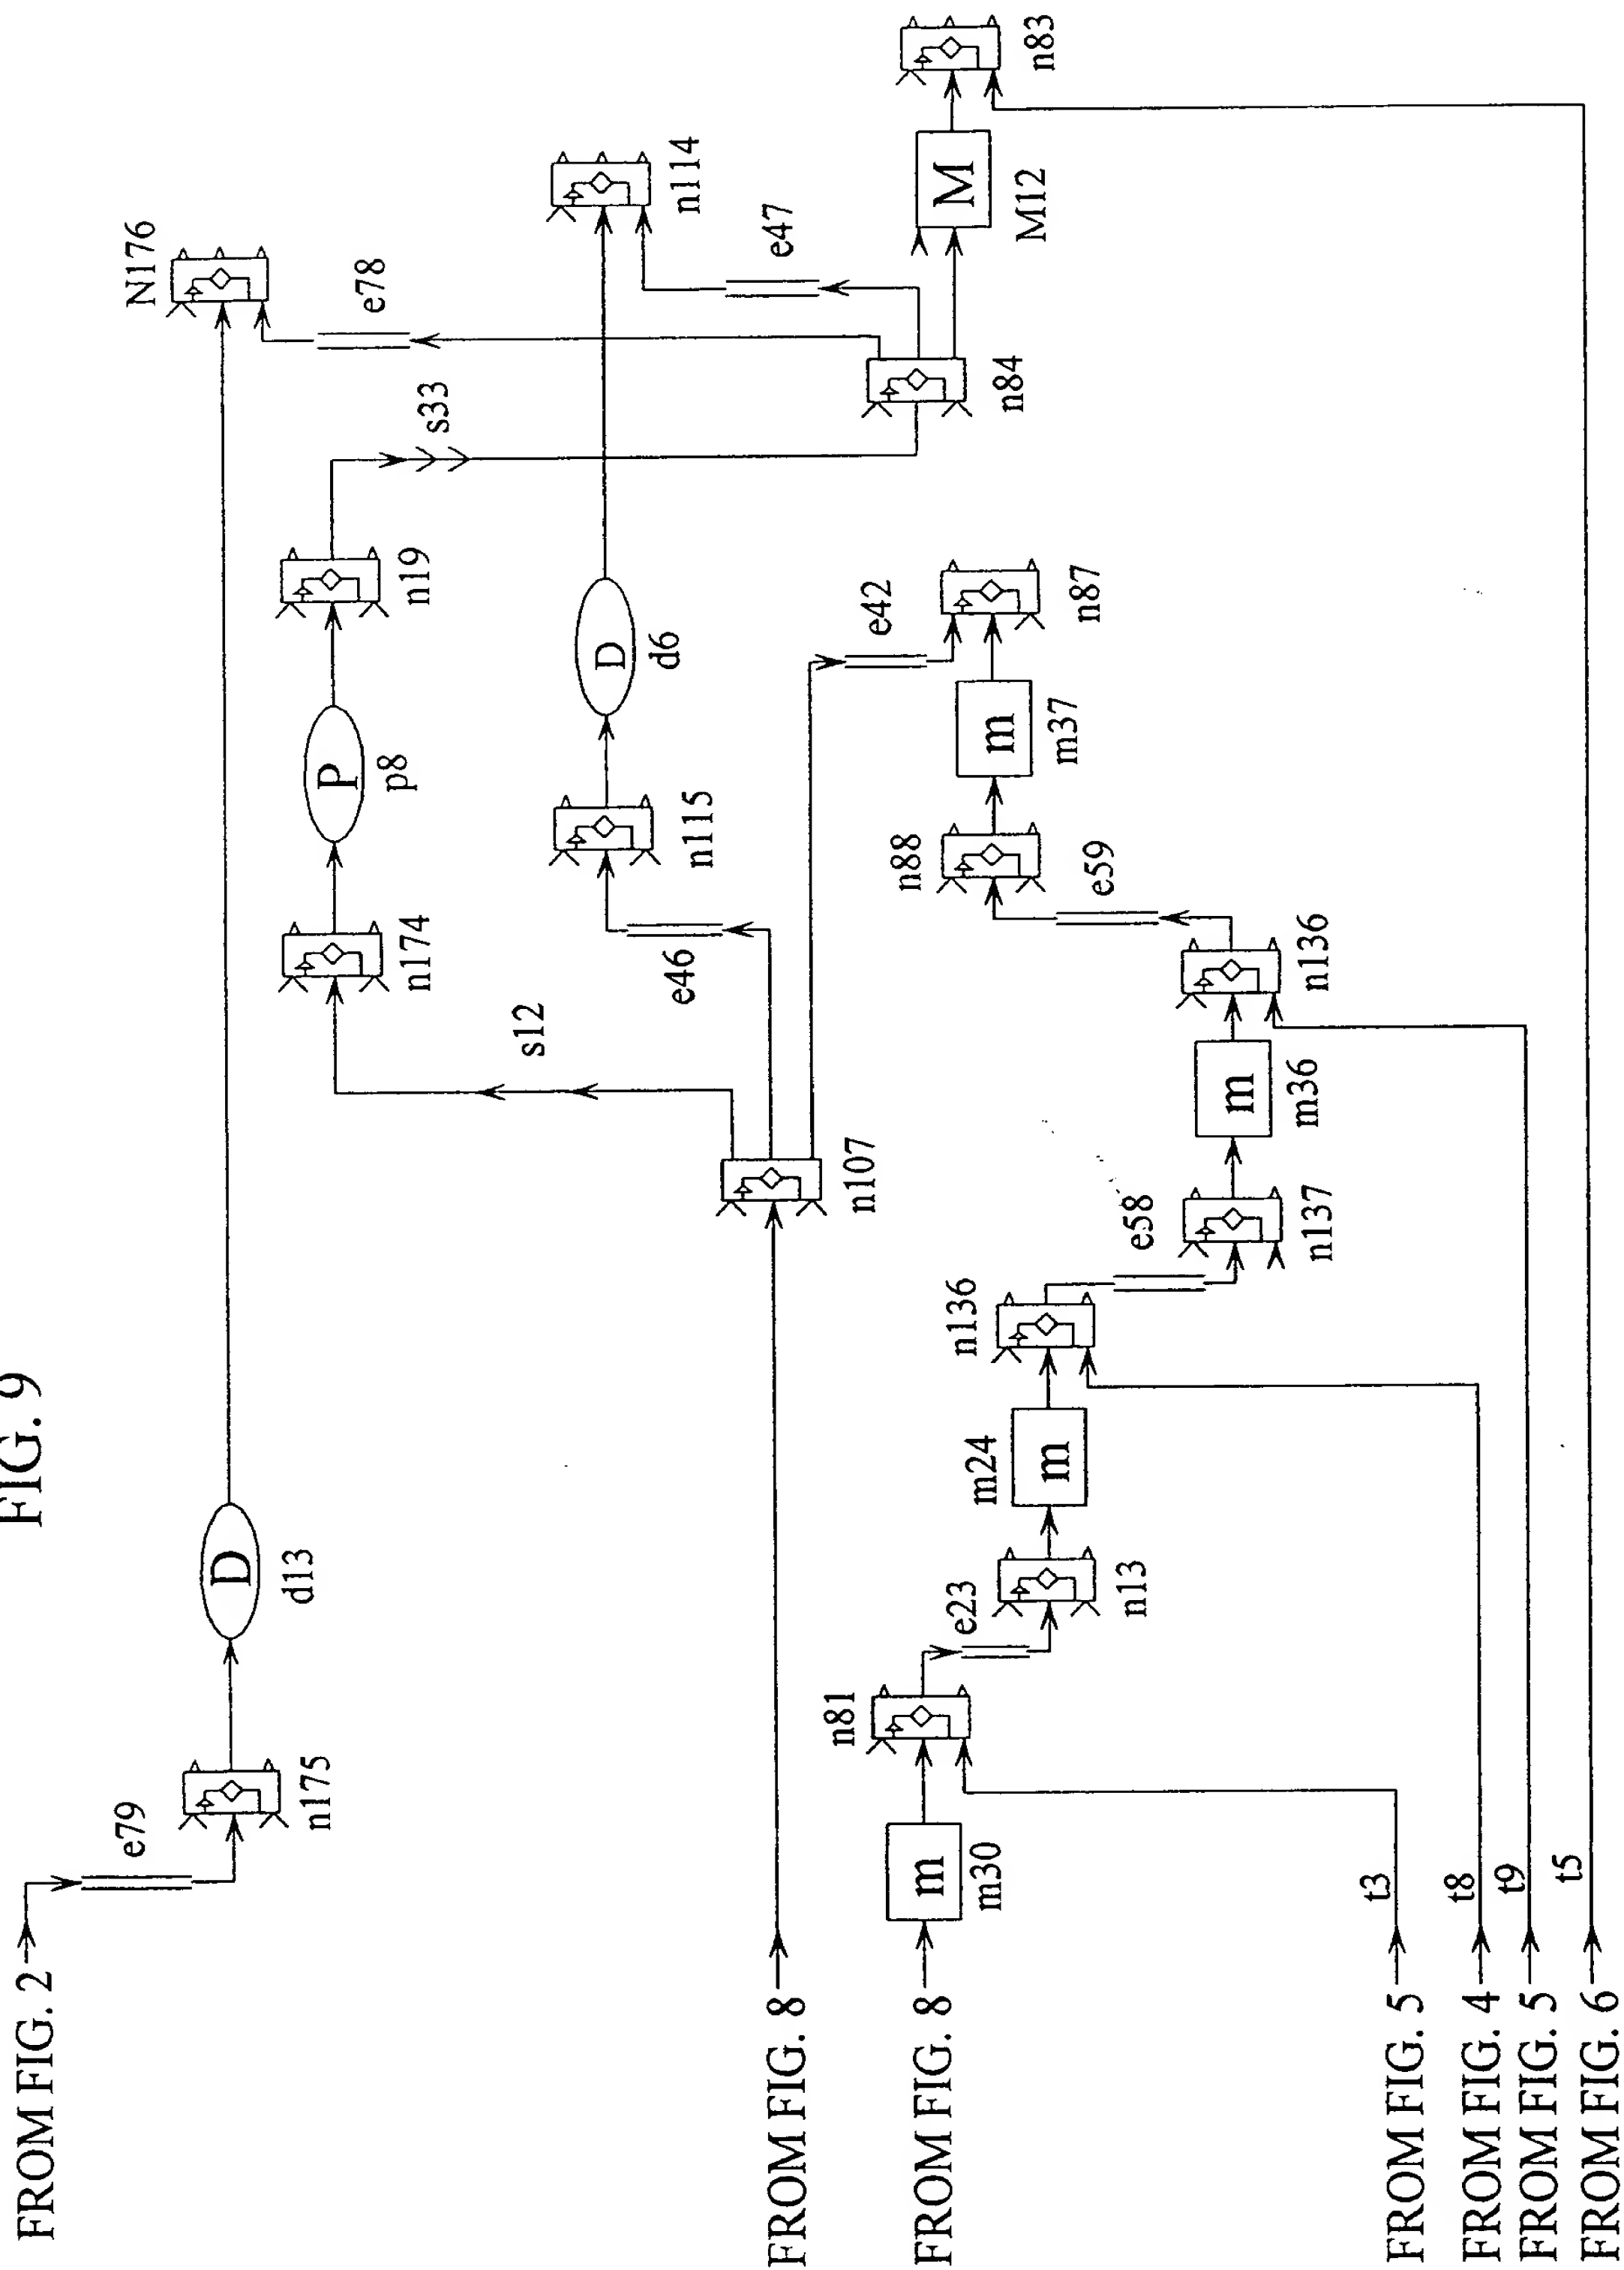 FIG. 9
FROM FIG. 2
e79
n175
D
d13
N176
e78
n174
P
p8
n19
s33
s12
e46
n115
D
d6
n114
e47
FROM FIG. 8
n107
e42
n84
M
M12
n83
FROM FIG. 8
m
m30
n81
e23
n13
m
m24
n136
e58
n137
m
m36
n136
e59
n88
m
m37
n87
FROM FIG. 5
t3
FROM FIG. 4
t8
FROM FIG. 5
t9
FROM FIG. 6
t5